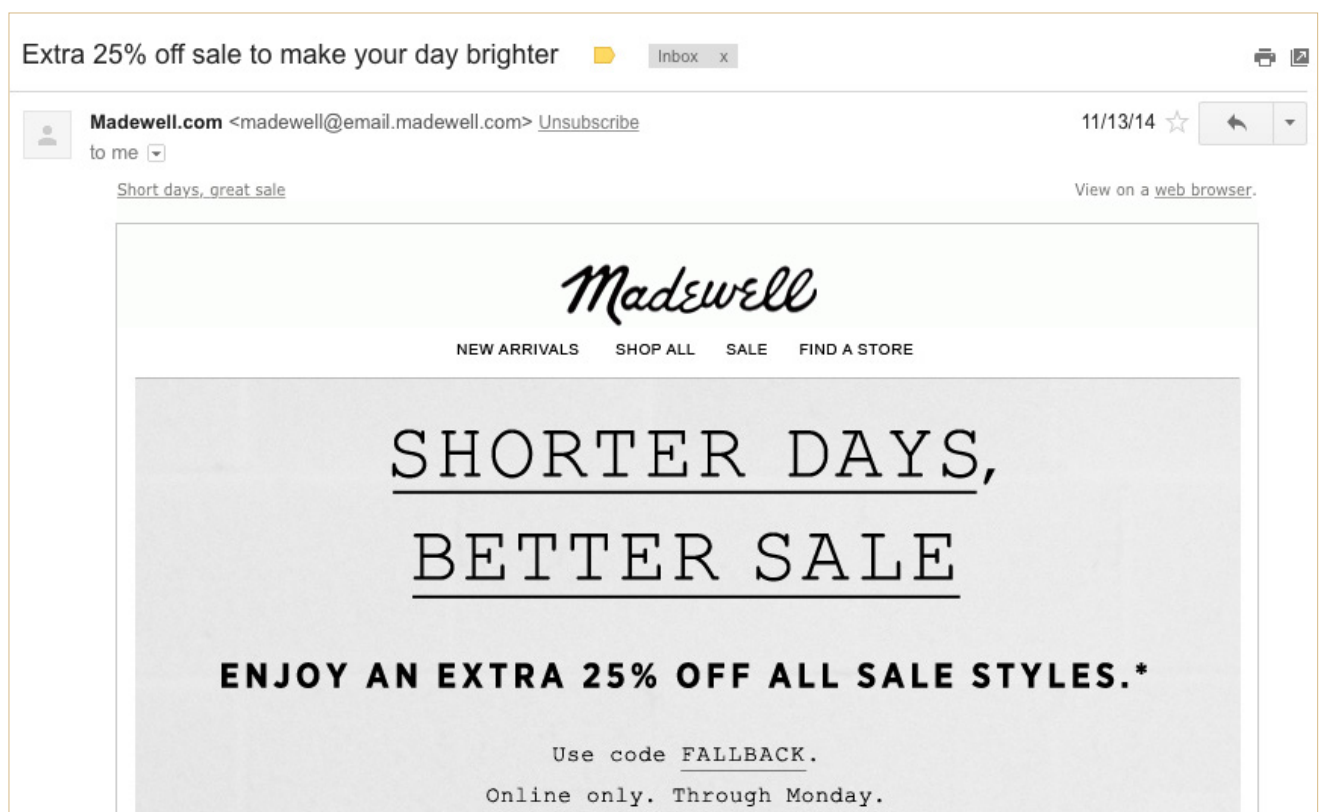 Extra 25% off sale to make your day brighter Inbox x
Madewell.com <madewell@email.madewell.com> Unsubscribe 11/13/14
to me
Short days, great sale View on a web browser.
Madewell
NEW ARRIVALS SHOP ALL SALE FIND A STORE
SHORTER DAYS,
BETTER SALE
ENJOY AN EXTRA 25% OFF ALL SALE STYLES.*
Use code FALLBACK.
Online only. Through Monday.